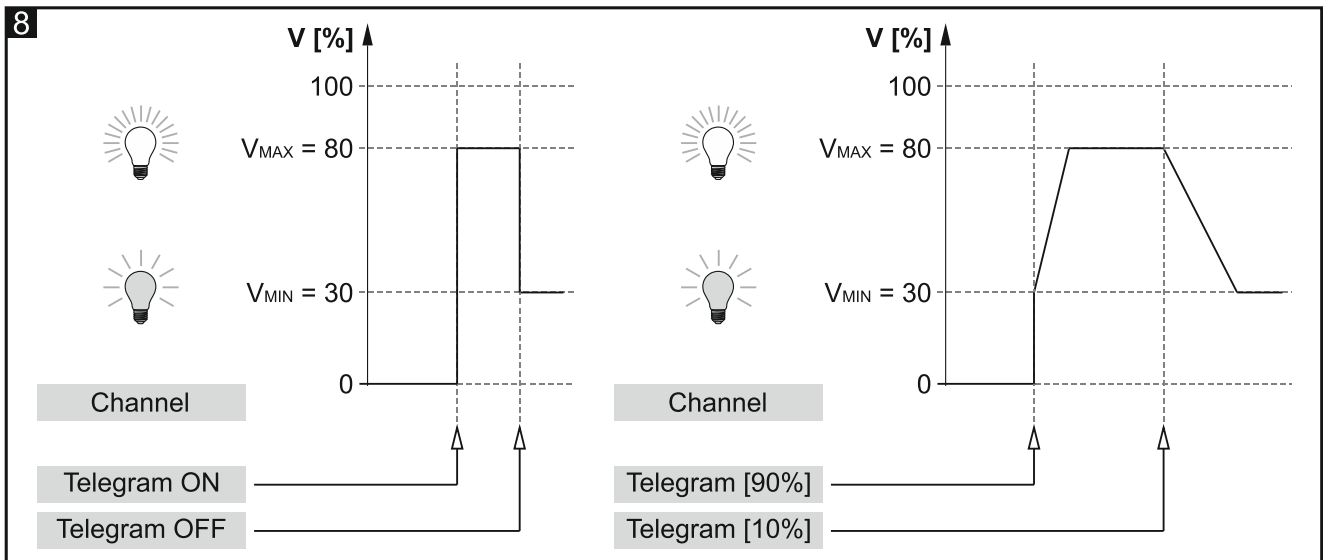 8
V [%]
100
VMAX = 80
VMIN = 30
0
Channel
Telegram ON
Telegram OFF
V [%]
100
VMAX = 80
VMIN = 30
0
Channel
Telegram [90%]
Telegram [10%]